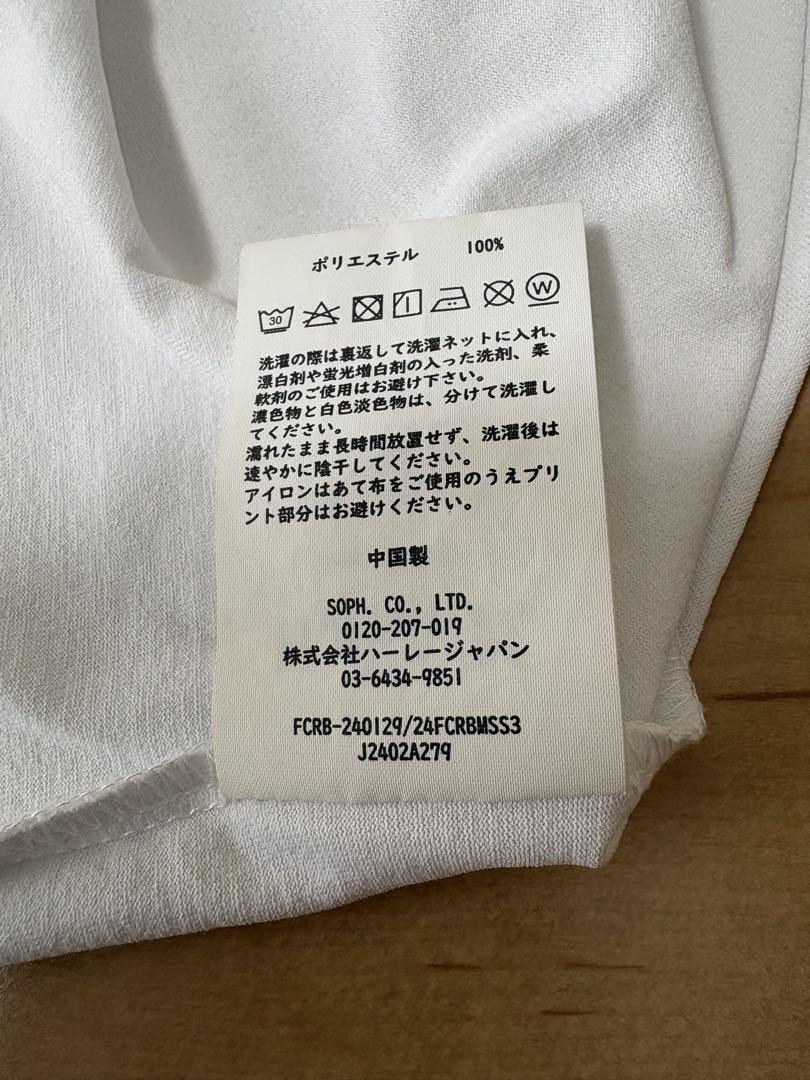 ポリエステル 100%
30 W
洗濯の際は裏返して洗濯ネットに入れ、
漂白剤や蛍光増白剤の入った洗剤、柔
軟剤のご使用はお避け下さい。
濃色物と白色淡色物は、分けて洗濯し
てください。
濡れたまま長時間放置せず、洗濯後は
速やかに陰干してください。
アイロンはあて布をご使用のうえプリ
ント部分はお避けください。
中国製
SOPH. CO., LTD.
0120-207-019
株式会社ハーレージャパン
03-6434-9851
FCRB-240129/24FCRBMSS3
J2402A279